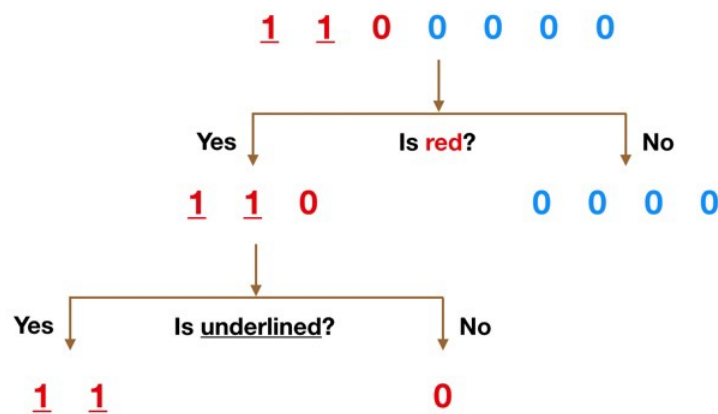 1 1 0 0 0 0 0
Yes Is red? No
1 1 0 0 0 0 0
Yes Is underlined? No
1 1 0